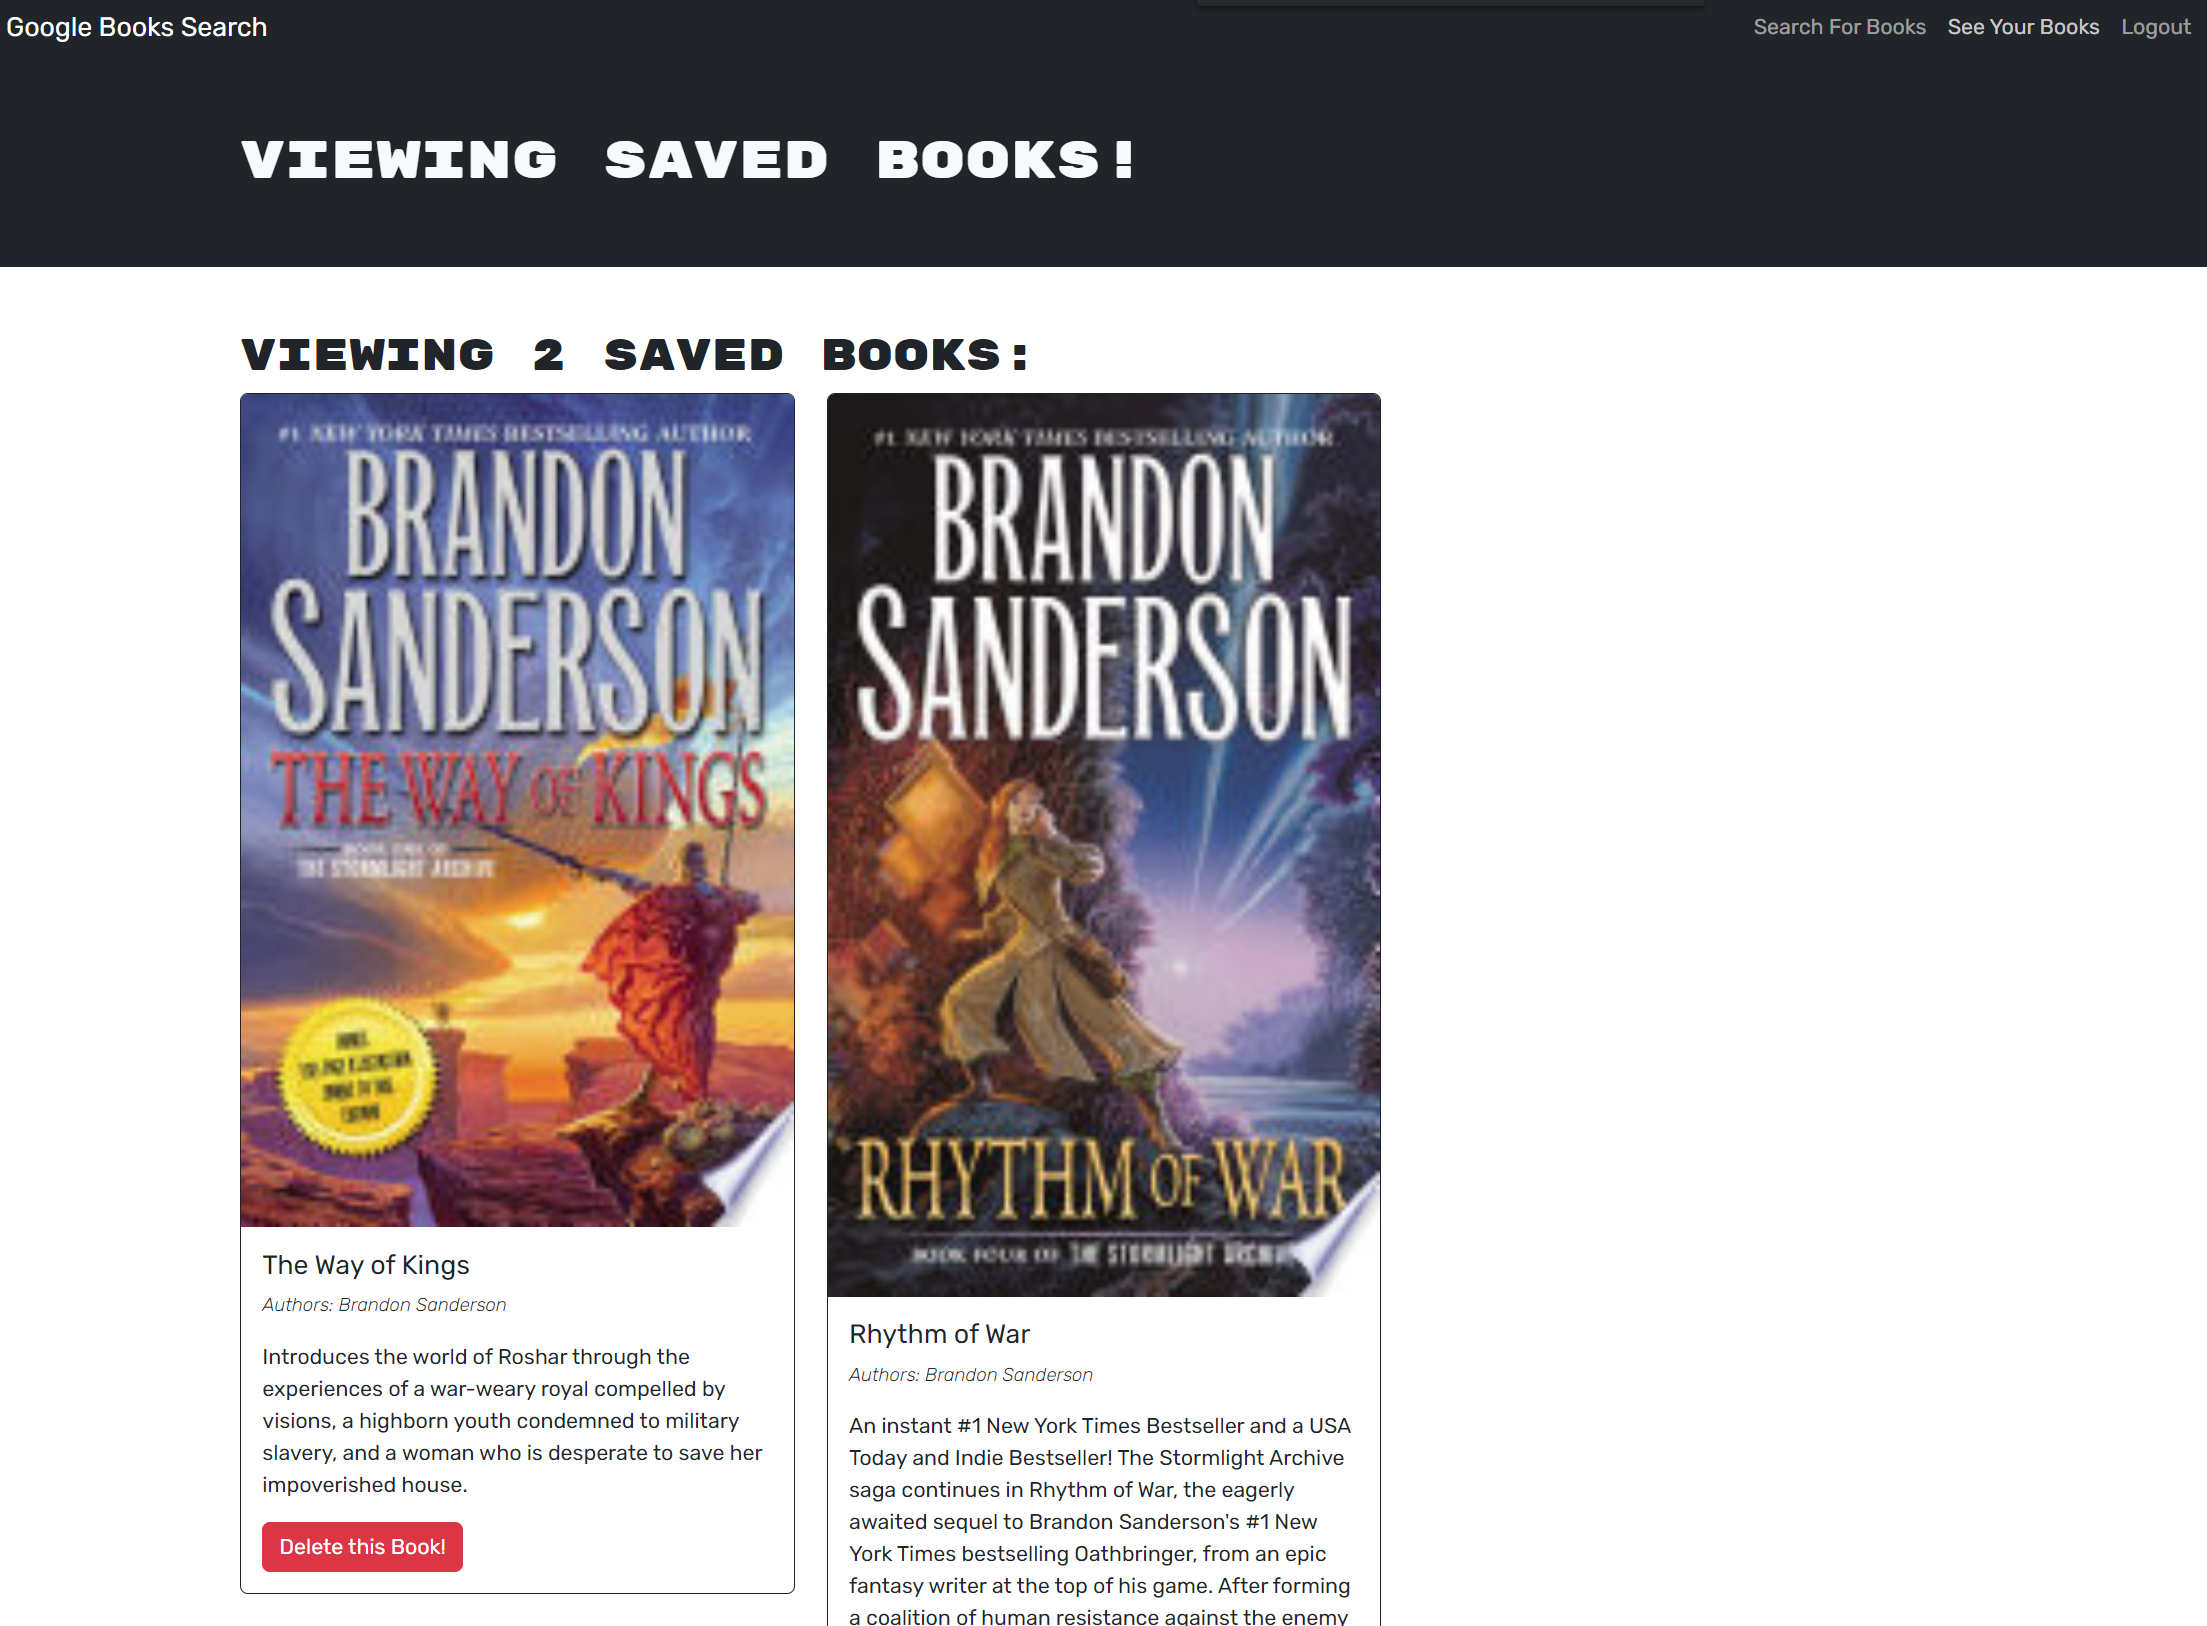 Google Books Search
Search For Books See Your Books Logout
VIEWING SAVED BOOKS!
VIEWING 2 SAVED BOOKS:
#1 NEW YORK TIMES BESTSELLING AUTHOR
BRANDON
SANDERSON
THE WAY OF KINGS
BOOK ONE OF
THE STORMLIGHT ARCHIVE
The Way of Kings
Authors: Brandon Sanderson
Introduces the world of Roshar through the
experiences of a war-weary royal compelled by
visions, a highborn youth condemned to military
slavery, and a woman who is desperate to save her
impoverished house.
Delete this Book!
#1 NEW YORK TIMES BESTSELLING AUTHOR
BRANDON
SANDERSON
RHYTHM OF WAR
BOOK FOUR OF THE STORMLIGHT
Rhythm of War
Authors: Brandon Sanderson
An instant #1 New York Times Bestseller and a USA
Today and Indie Bestseller! The Stormlight Archive
saga continues in Rhythm of War, the eagerly
awaited sequel to Brandon Sanderson's #1 New
York Times bestselling Oathbringer, from an epic
fantasy writer at the top of his game. After forming
a coalition of human resistance against the enemy